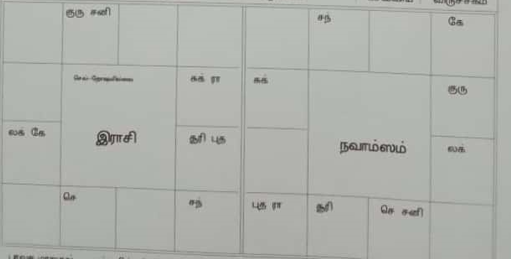 குரு சனி சந் கே
சுக் ரா சுக் குரு
லக் கே இராசி சூரி புத நவாம்ஸம் லக்
செ சந் புத ரா சூரி செ சனி